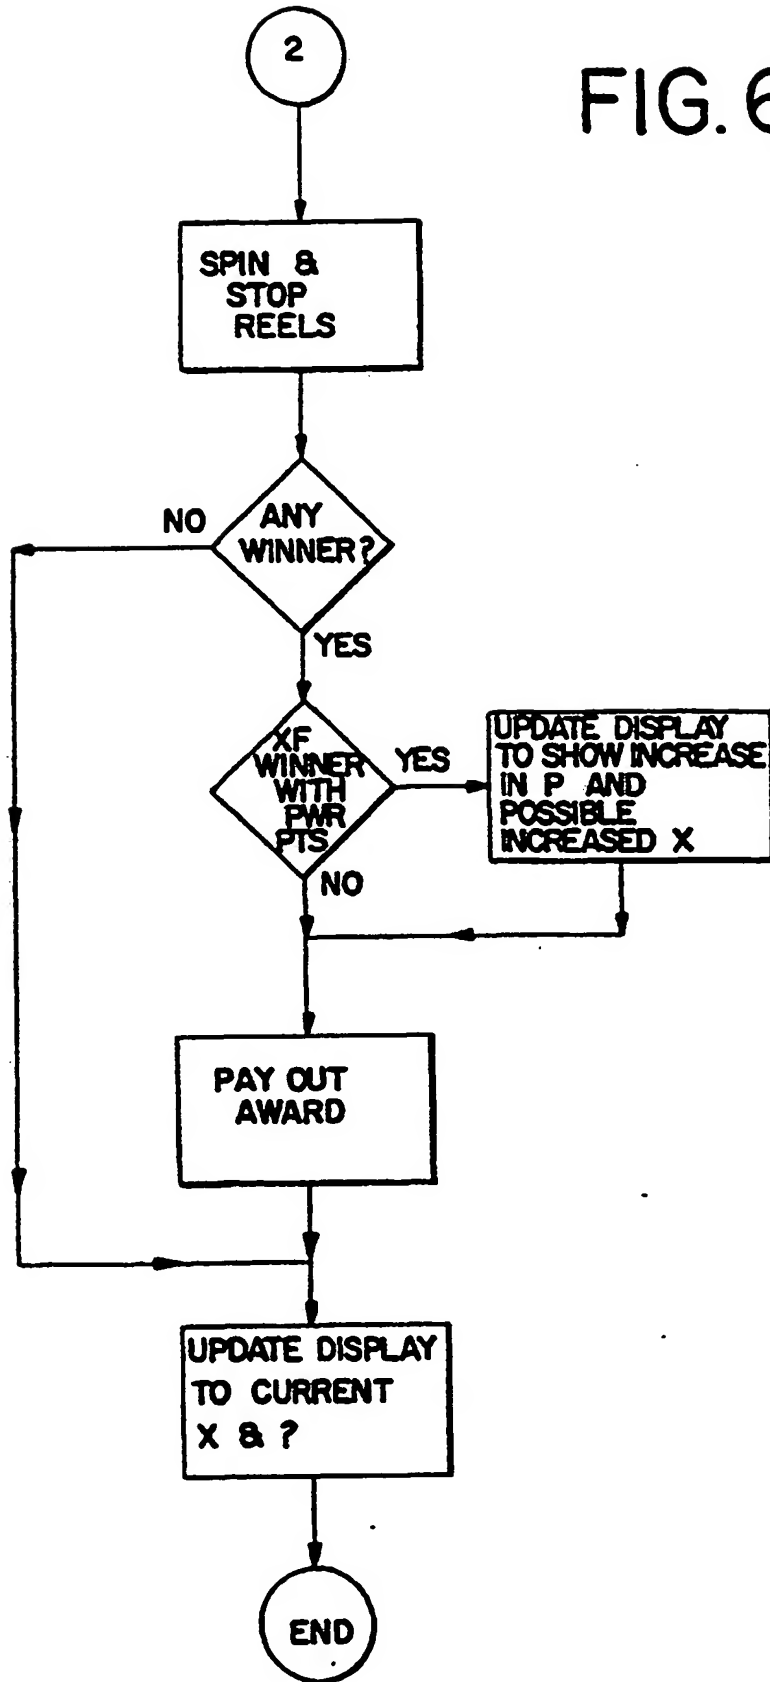 2
FIG. 6
SPIN &
STOP
REELS
ANY
WINNER?
NO
YES
XF
WINNER
WITH
PWR
PTS
YES
NO
UPDATE DISPLAY
TO SHOW INCREASE
IN P AND
POSSIBLE
INCREASED X
PAY OUT
AWARD
UPDATE DISPLAY
TO CURRENT
X & ?
END